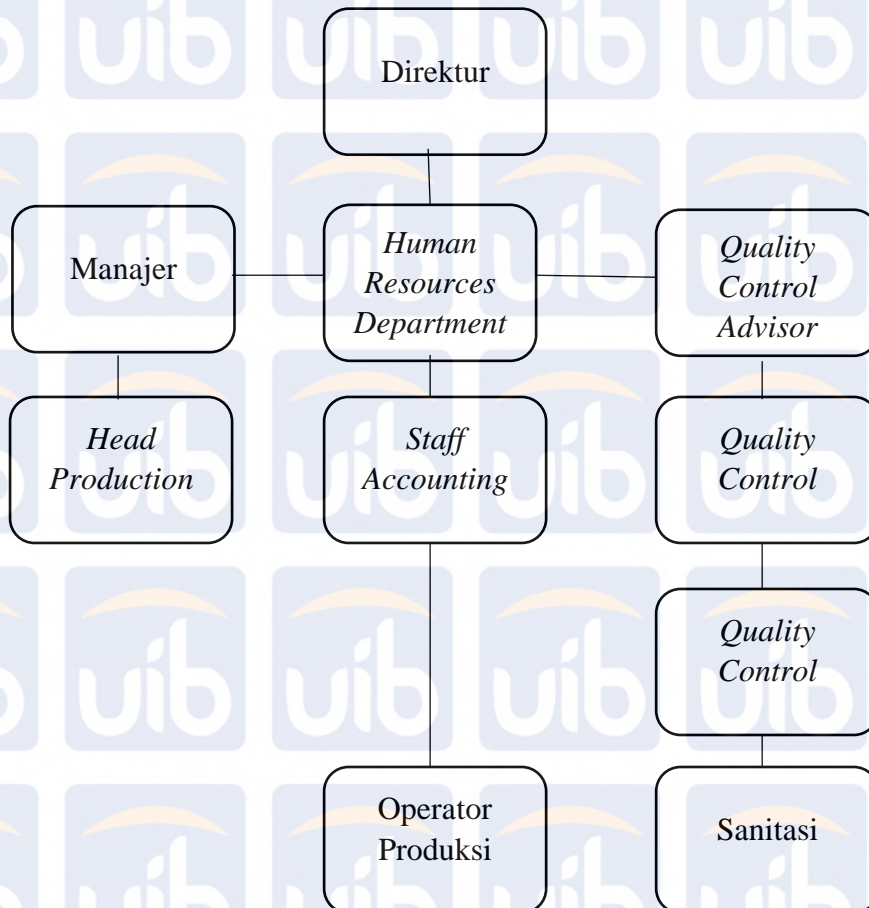 Direktur
Manajer
Human
Resources
Department
Quality
Control
Advisor
Head
Production
Staff
Accounting
Quality
Control
Quality
Control
Operator
Produksi
Sanitasi
uib